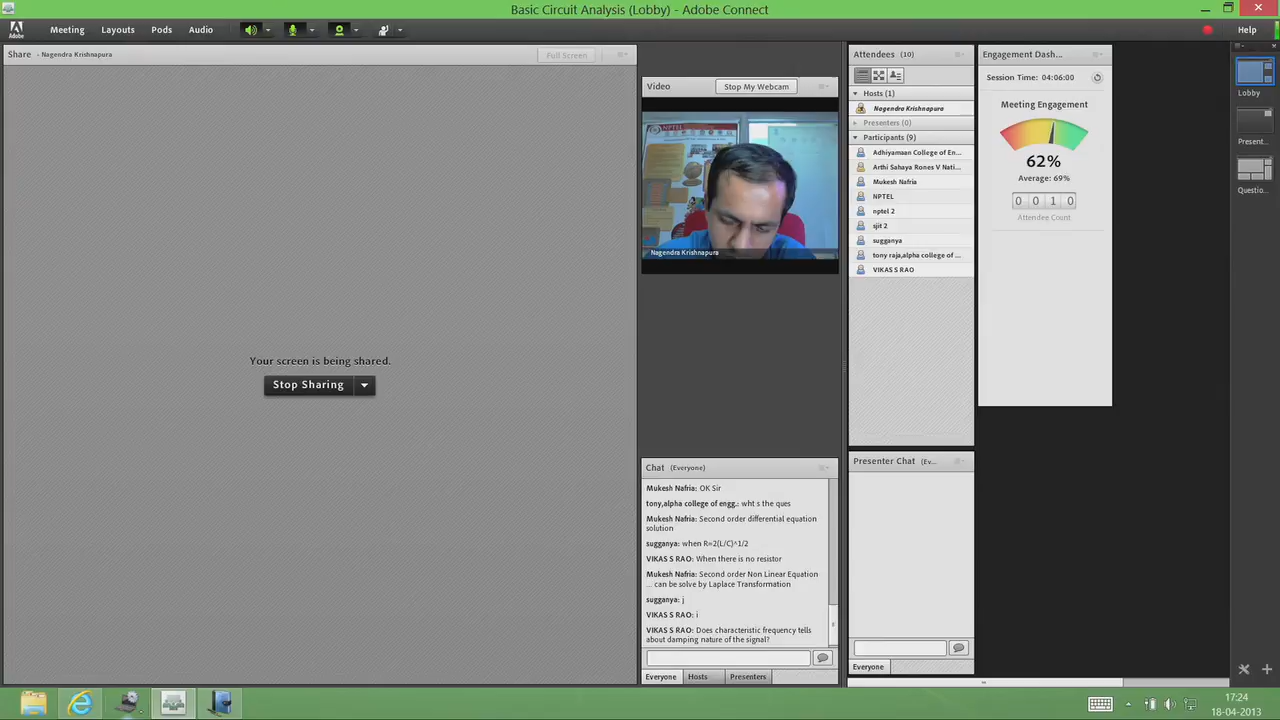 Basic Circuit Analysis (Lobby) - Adobe Connect
Adobe
Meeting
Layouts
Pods
Audio
Help
Share - Nagendra Krishnapura
Full Screen
Your screen is being shared.
Stop Sharing
Video
Stop My Webcam
NPTEL
Nagendra Krishnapura
Chat (Everyone)
Mukesh Nafria: OK Sir
tony,alpha college of engg.: wht s the ques
Mukesh Nafria: Second order differential equation
solution
sugganya: when R=2(L/C)^1/2
VIKAS S RAO: When there is no resistor
Mukesh Nafria: Second order Non Linear Equation
... can be solve by Laplace Transformation
sugganya: j
VIKAS S RAO: i
VIKAS S RAO: Does characteristic frequency tells
about damping nature of the signal?
Everyone
Hosts
Presenters
Attendees (10)
Hosts (1)
Nagendra Krishnapura
Presenters (0)
Participants (9)
Adhiyamaan College of En...
Arthi Sahaya Rones V Nati...
Mukesh Nafria
NPTEL
nptel 2
sjit 2
sugganya
tony raja,alpha college of ...
VIKAS S RAO
Presenter Chat (Ev...
Everyone
Engagement Dash...
Session Time: 04:06:00
Meeting Engagement
62%
Average: 69%
0 0 1 0
Attendee Count
Lobby
Present...
Questio...
17:24
18-04-2013